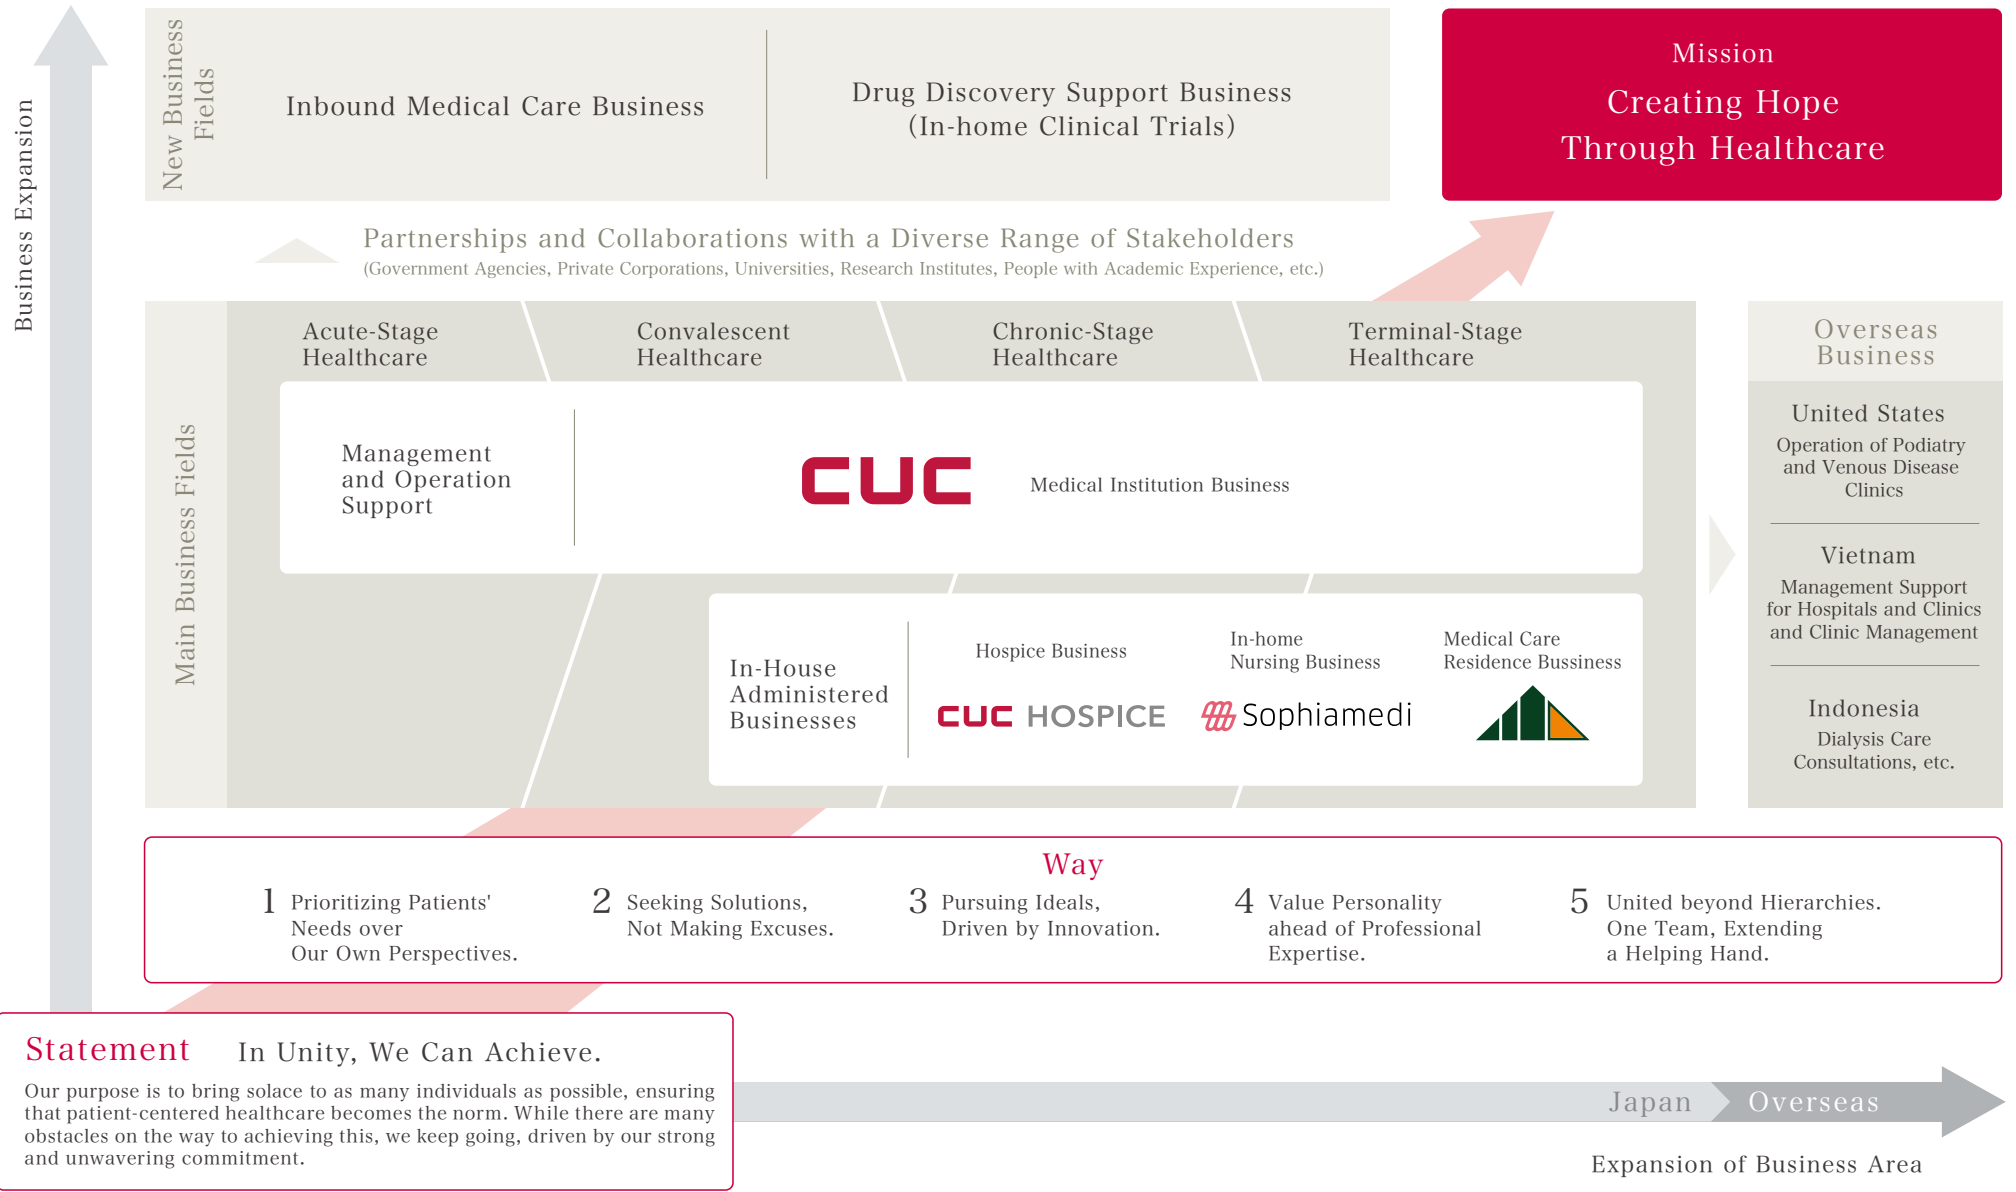 Business Expansion
New Business
Fields
Inbound Medical Care Business
Drug Discovery Support Business
(In-home Clinical Trials)
Mission
Creating Hope
Through Healthcare
Partnerships and Collaborations with a Diverse Range of Stakeholders
(Government Agencies, Private Corporations, Universities, Research Institutes, People with Academic Experience, etc.)
Main Business Fields
Acute-Stage
Healthcare
Convalescent
Healthcare
Chronic-Stage
Healthcare
Terminal-Stage
Healthcare
Management
and Operation
Support
CUC
Medical Institution Business
In-House
Administered
Businesses
Hospice Business
CUC HOSPICE
In-home
Nursing Business
Sophiamedi
Medical Care
Residence Bussiness
Overseas
Business
United States
Operation of Podiatry
and Venous Disease
Clinics
Vietnam
Management Support
for Hospitals and Clinics
and Clinic Management
Indonesia
Dialysis Care
Consultations, etc.
Way
1 Prioritizing Patients'
Needs over
Our Own Perspectives.
2 Seeking Solutions,
Not Making Excuses.
3 Pursuing Ideals,
Driven by Innovation.
4 Value Personality
ahead of Professional
Expertise.
5 United beyond Hierarchies.
One Team, Extending
a Helping Hand.
Statement In Unity, We Can Achieve.
Our purpose is to bring solace to as many individuals as possible, ensuring
that patient-centered healthcare becomes the norm. While there are many
obstacles on the way to achieving this, we keep going, driven by our strong
and unwavering commitment.
Japan
Overseas
Expansion of Business Area